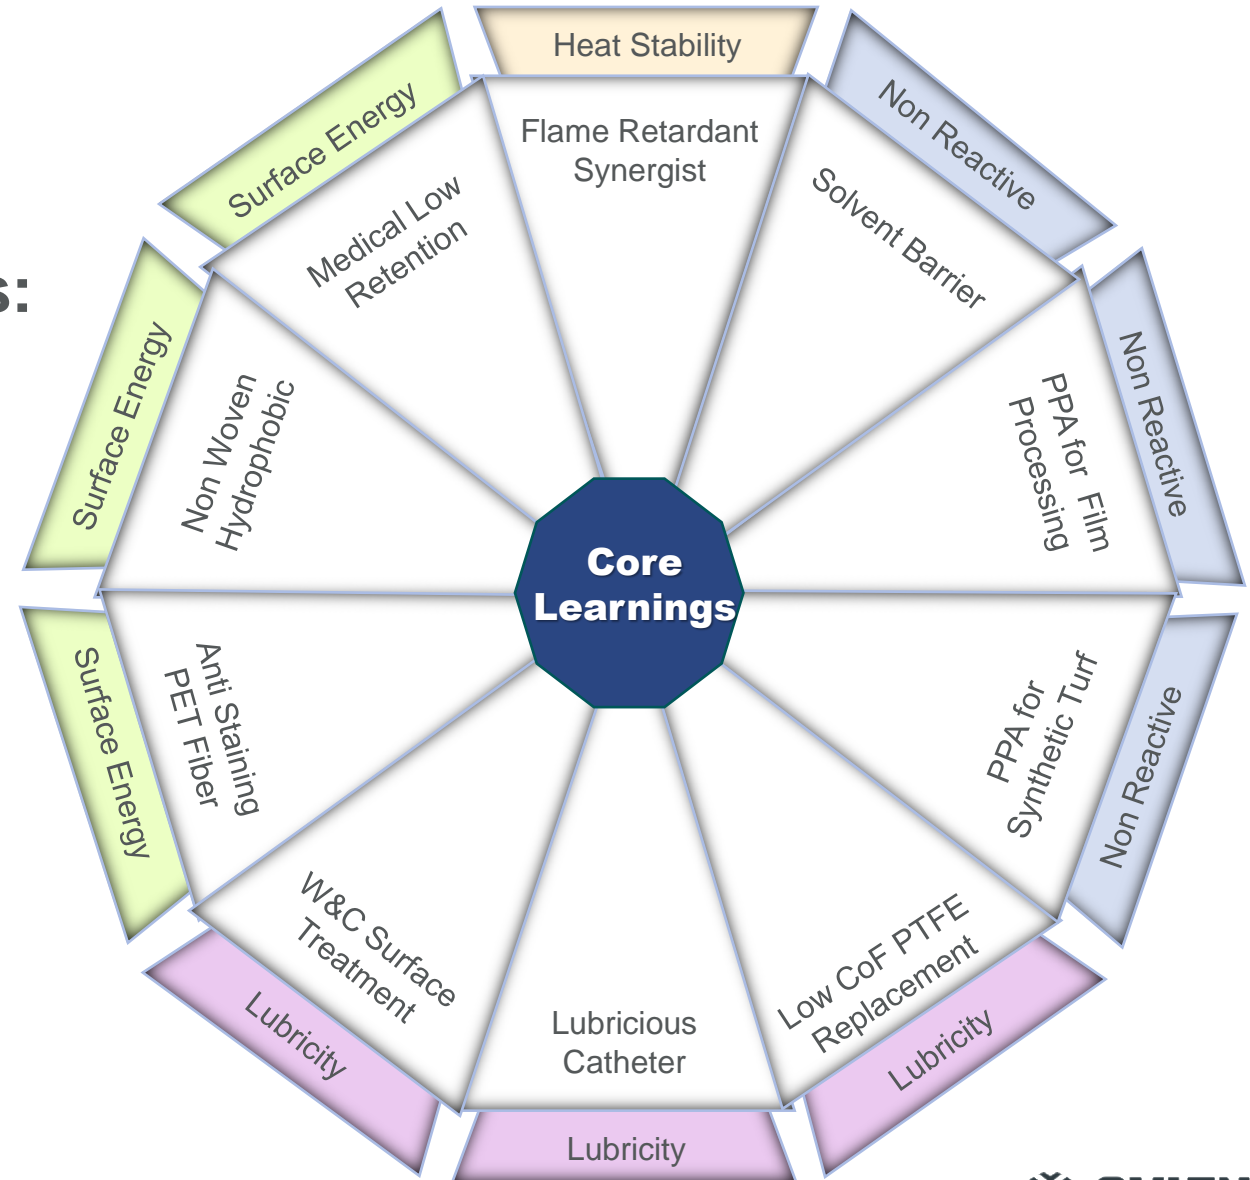 Heat Stability
Flame Retardant
Synergist
Non Reactive
Solvent Barrier
Non Reactive
PPA for Film
Processing
Non Reactive
PPA for
Synthetic Turf
Lubricity
Low CoF PTFE
Replacement
Lubricity
Lubricious
Catheter
Lubricity
W&C Surface
Treatment
Surface Energy
Anti Staining
PET Fiber
Surface Energy
Non Woven
Hydrophobic
Surface Energy
Medical Low
Retention
Core
Learnings
s: